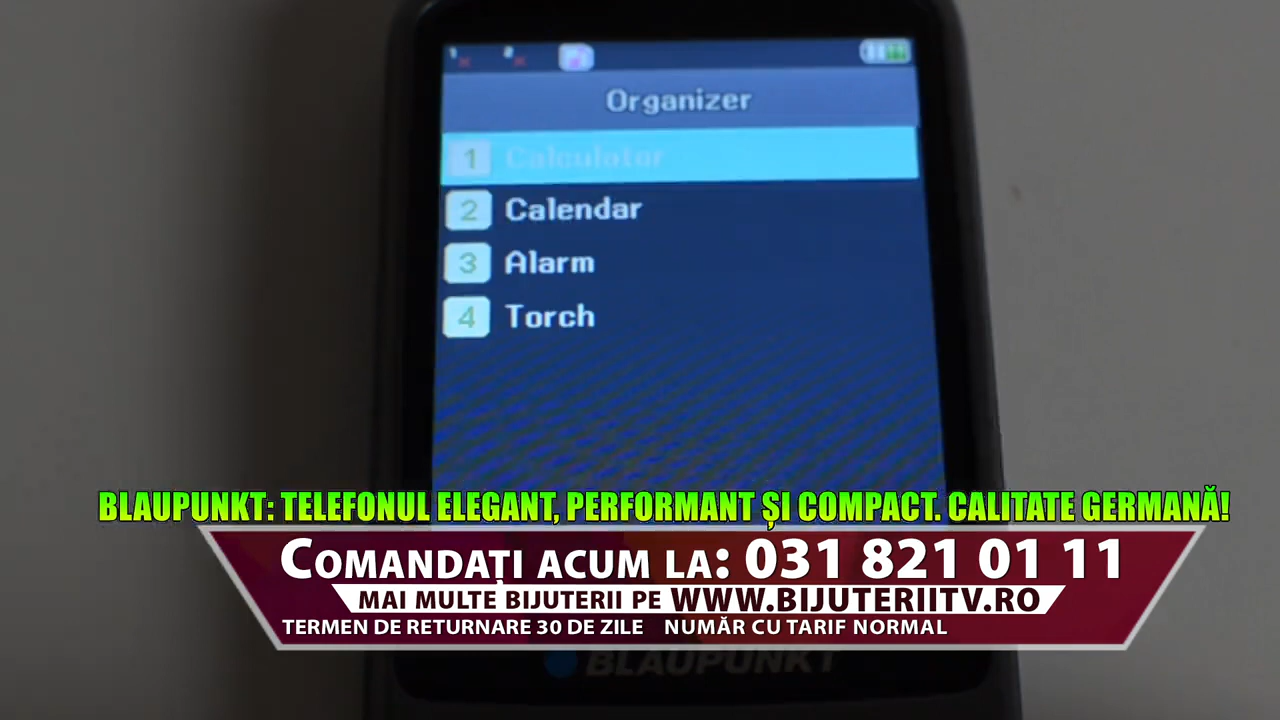 1 2
Organizer
1 Calculator
2 Calendar
3 Alarm
4 Torch
BLAUPUNKT: TELEFONUL ELEGANT, PERFORMANT ȘI COMPACT. CALITATE GERMANĂ!
COMANDAȚI ACUM LA: 031 821 01 11
MAI MULTE BIJUTERII PE WWW.BIJUTERIITV.RO
TERMEN DE RETURNARE 30 DE ZILE NUMĂR CU TARIF NORMAL
BLAUPUNKT